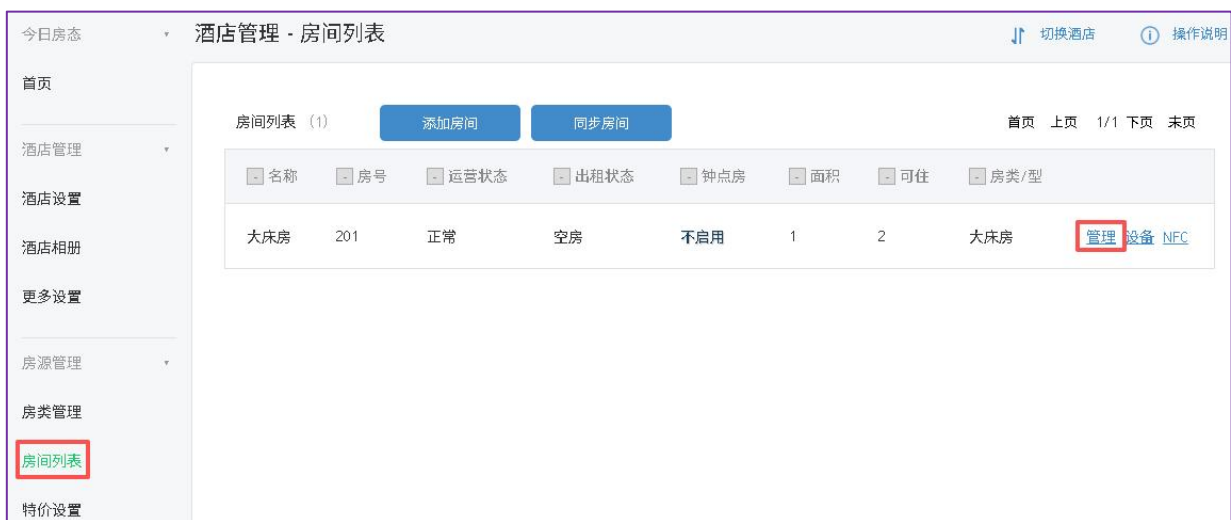 今日房态
首页
酒店管理
酒店设置
酒店相册
更多设置
房源管理
房类管理
房间列表
特价设置
酒店管理 - 房间列表
切换酒店 操作说明
房间列表 (1) 添加房间 同步房间 首页 上页 1/1 下页 末页
名称 房号 运营状态 出租状态 钟点房 面积 可住 房类/型
大床房 201 正常 空房 不启用 1 2 大床房 管理 设备 NFC